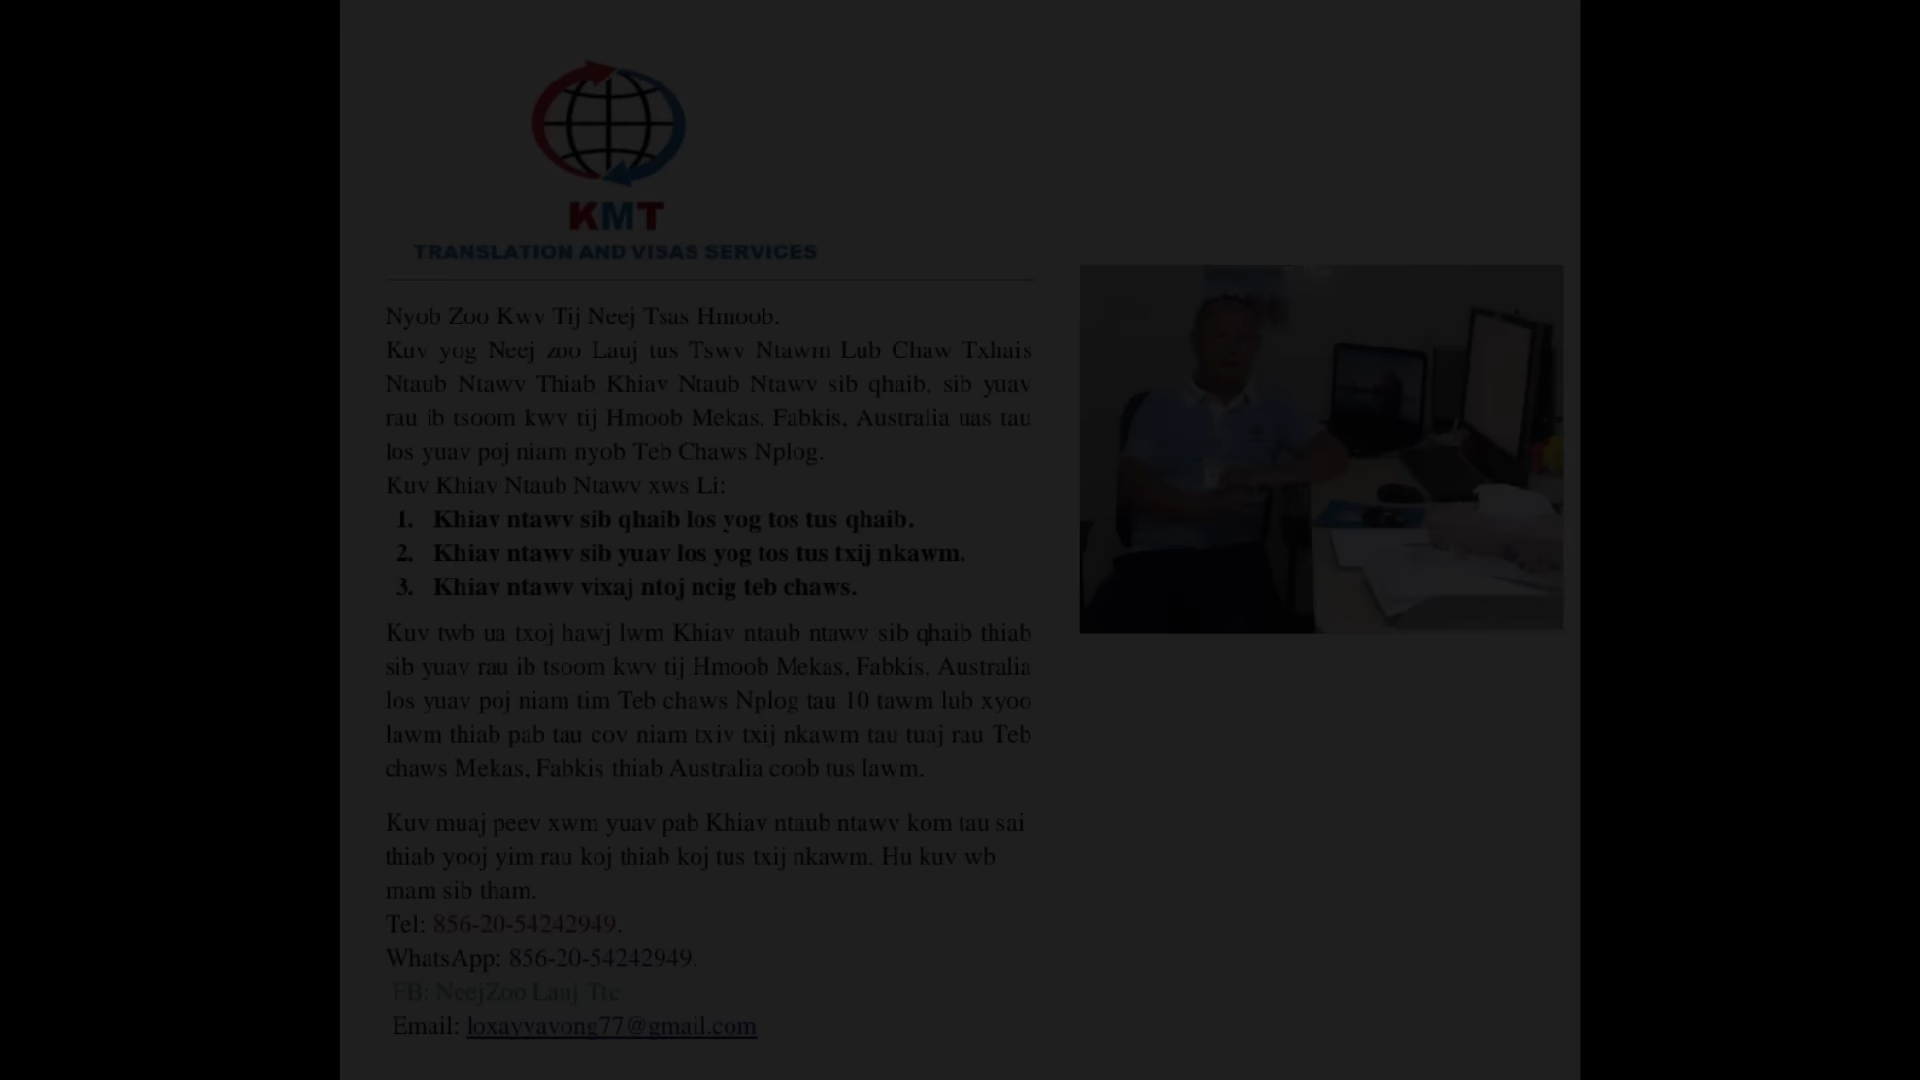 KMT
TRANSLATION AND VISAS SERVICES
Nyob Zoo Kwv Tij Neej Tsas Hmoob.
Kuv yog Neej zoo Lauj tus Tswv Ntawm Lub Chaw Txhais
Ntaub Ntawv Thiab Khiav Ntaub Ntawv sib qhaib, sib yuav
rau ib tsoom kwv tij Hmoob Mekas, Fabkis, Australia uas tau
los yuav poj niam nyob Teb Chaws Nplog.
Kuv Khiav Ntaub Ntawv xws Li:
1. Khiav ntawv sib qhaib los yog tos tus qhaib.
2. Khiav ntawv sib yuav los yog tos tus txij nkawm.
3. Khiav ntawv vixaj ntoj ncig teb chaws.
Kuv twb ua txoj hawj lwm Khiav ntaub ntawv sib qhaib thiab
sib yuav rau ib tsoom kwv tij Hmoob Mekas, Fabkis, Australia
los yuav poj niam tim Teb chaws Nplog tau 10 tawm lub xyoo
lawm thiab pab tau cov niam txiv txij nkawm tau tuaj rau Teb
chaws Mekas, Fabkis thiab Australia coob tus lawm.
Kuv muaj peev xwm yuav pab Khiav ntaub ntawv kom tau sai
thiab yooj yim rau koj thiab koj tus txij nkawm. Hu kuv wb
mam sib tham.
Tel: 856-20-54242949.
WhatsApp: 856-20-54242949.
FB: NeejZoo Lauj Ttc
Email: loxayyavong77@gmail.com